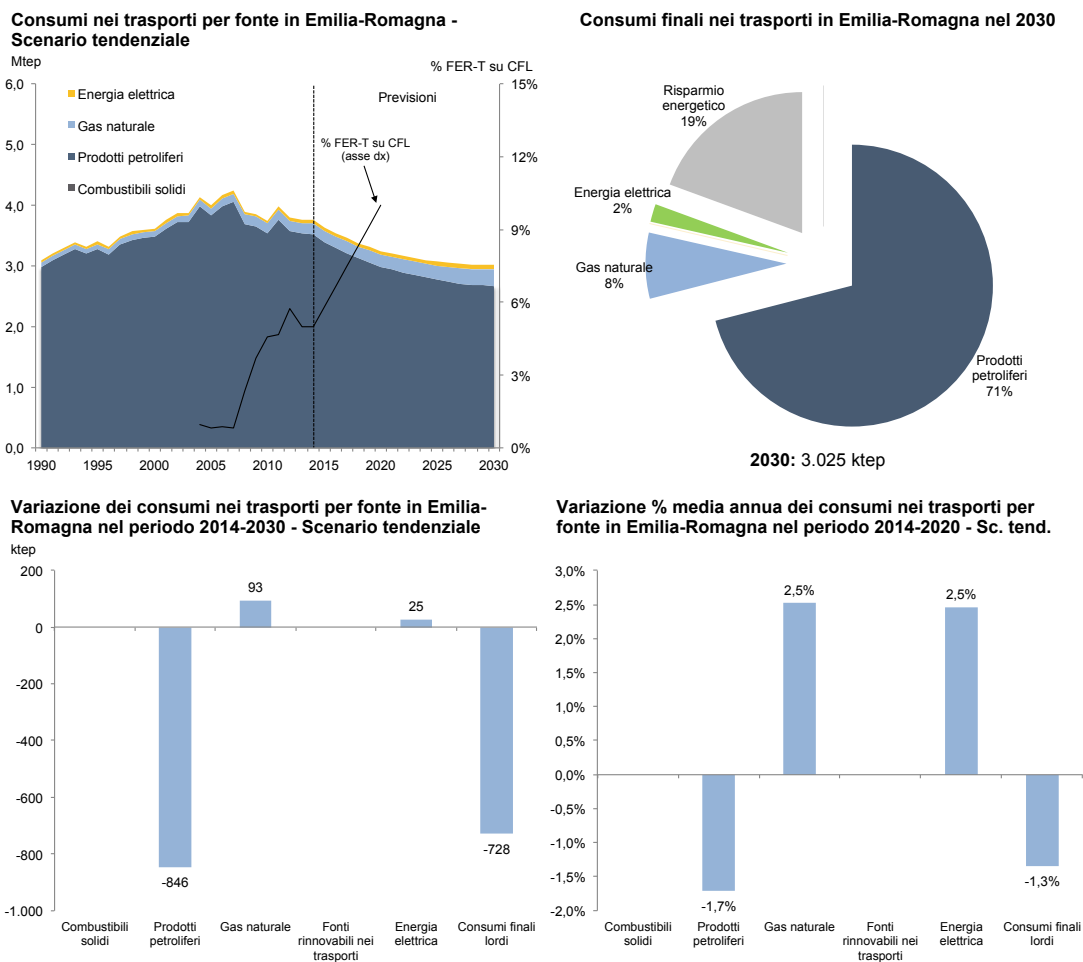 Consumi nei trasporti per fonte in Emilia-Romagna -
Scenario tendenziale
Mtep
% FER-T su CFL
6,0
5,0
4,0
3,0
2,0
1,0
0,0
15%
12%
9%
6%
3%
0%
Energia elettrica
Gas naturale
Prodotti petroliferi
Combustibili solidi
Previsioni
% FER-T su CFL
(asse dx)
1990
1995
2000
2005
2010
2015
2020
2025
2030
Consumi finali nei trasporti in Emilia-Romagna nel 2030
Risparmio
energetico
19%
Energia elettrica
2%
Gas naturale
8%
Prodotti
petroliferi
71%
2030: 3.025 ktep
Variazione dei consumi nei trasporti per fonte in Emilia-
Romagna nel periodo 2014-2030 - Scenario tendenziale
ktep
200
0
-200
-400
-600
-800
-1.000
-846
93
25
-728
Combustibili
solidi
Prodotti
petroliferi
Gas naturale
Fonti
rinnovabili nei
trasporti
Energia
elettrica
Consumi finali
lordi
Variazione % media annua dei consumi nei trasporti per
fonte in Emilia-Romagna nel periodo 2014-2020 - Sc. tend.
3,0%
2,5%
2,0%
1,5%
1,0%
0,5%
0,0%
-0,5%
-1,0%
-1,5%
-2,0%
-1,7%
2,5%
2,5%
-1,3%
Combustibili
solidi
Prodotti
petroliferi
Gas naturale
Fonti
rinnovabili nei
trasporti
Energia
elettrica
Consumi finali
lordi